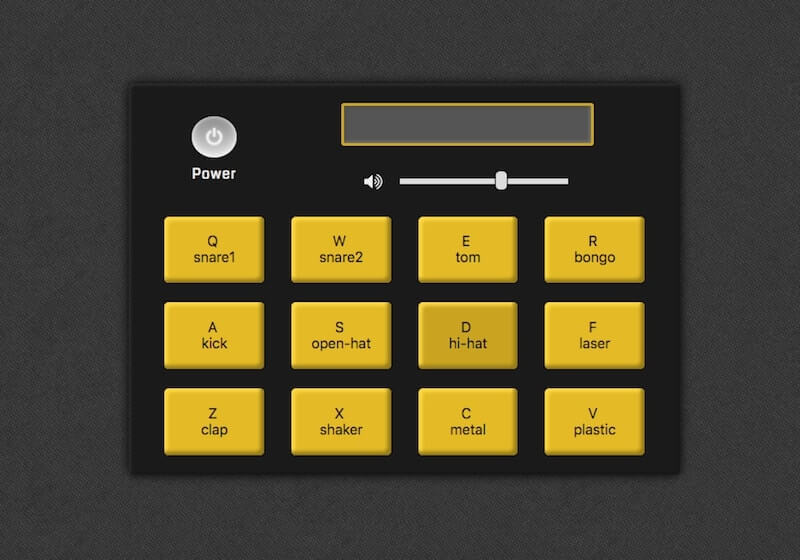 Power
Q
snare1
W
snare2
E
tom
R
bongo
A
kick
S
open-hat
D
hi-hat
F
laser
Z
clap
X
shaker
C
metal
V
plastic